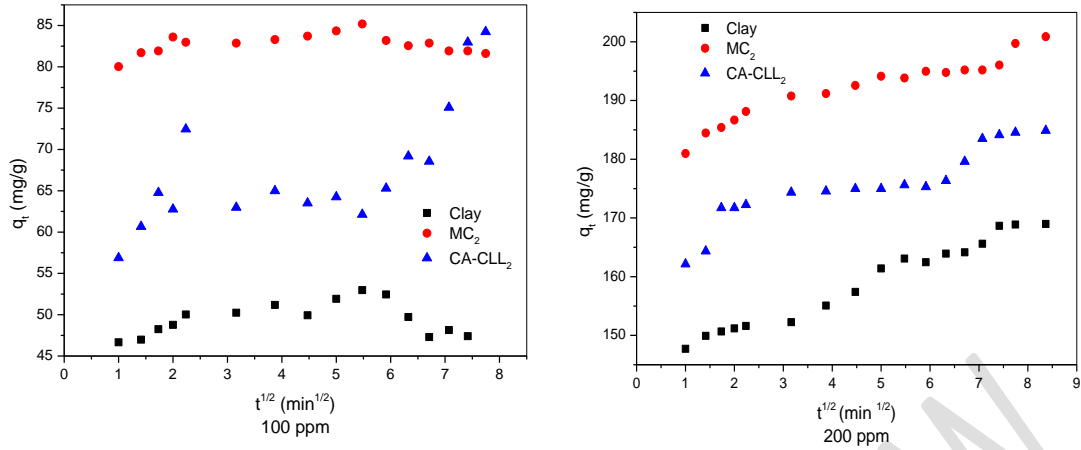 85
80
75
70
65
60
55
50
45
q_t (mg/g)
0 1 2 3 4 5 6 7 8
t^1/2 (min^1/2)
100 ppm
Clay
MC_2
CA-CLL_2
200
190
180
170
160
150
q_t (mg/g)
0 1 2 3 4 5 6 7 8 9
t^1/2 (min ^1/2)
200 ppm
Clay
MC_2
CA-CLL_2